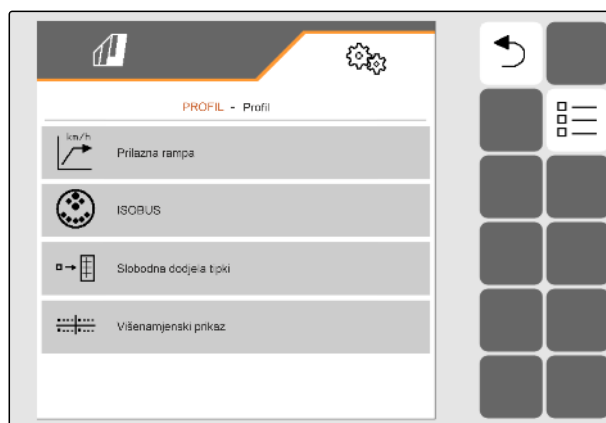 PROFIL - Profil
km/h
Prilazna rampa
ISOBUS
Slobodna dodjela tipki
Višenamjenski prikaz